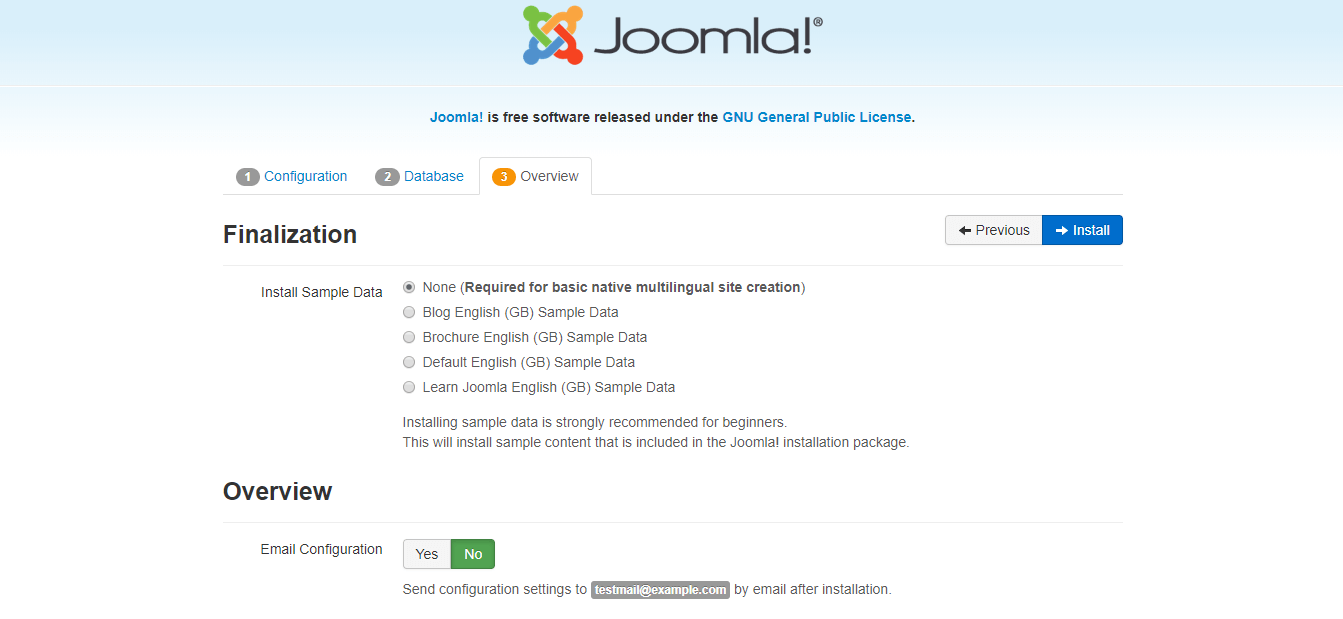 Joomla!®
Joomla! is free software released under the GNU General Public License.
1 Configuration 2 Database 3 Overview
Finalization
Previous Install
Install Sample Data
None (Required for basic native multilingual site creation)
Blog English (GB) Sample Data
Brochure English (GB) Sample Data
Default English (GB) Sample Data
Learn Joomla English (GB) Sample Data
Installing sample data is strongly recommended for beginners.
This will install sample content that is included in the Joomla! installation package.
Overview
Email Configuration
Yes No
Send configuration settings to testmail@example.com by email after installation.